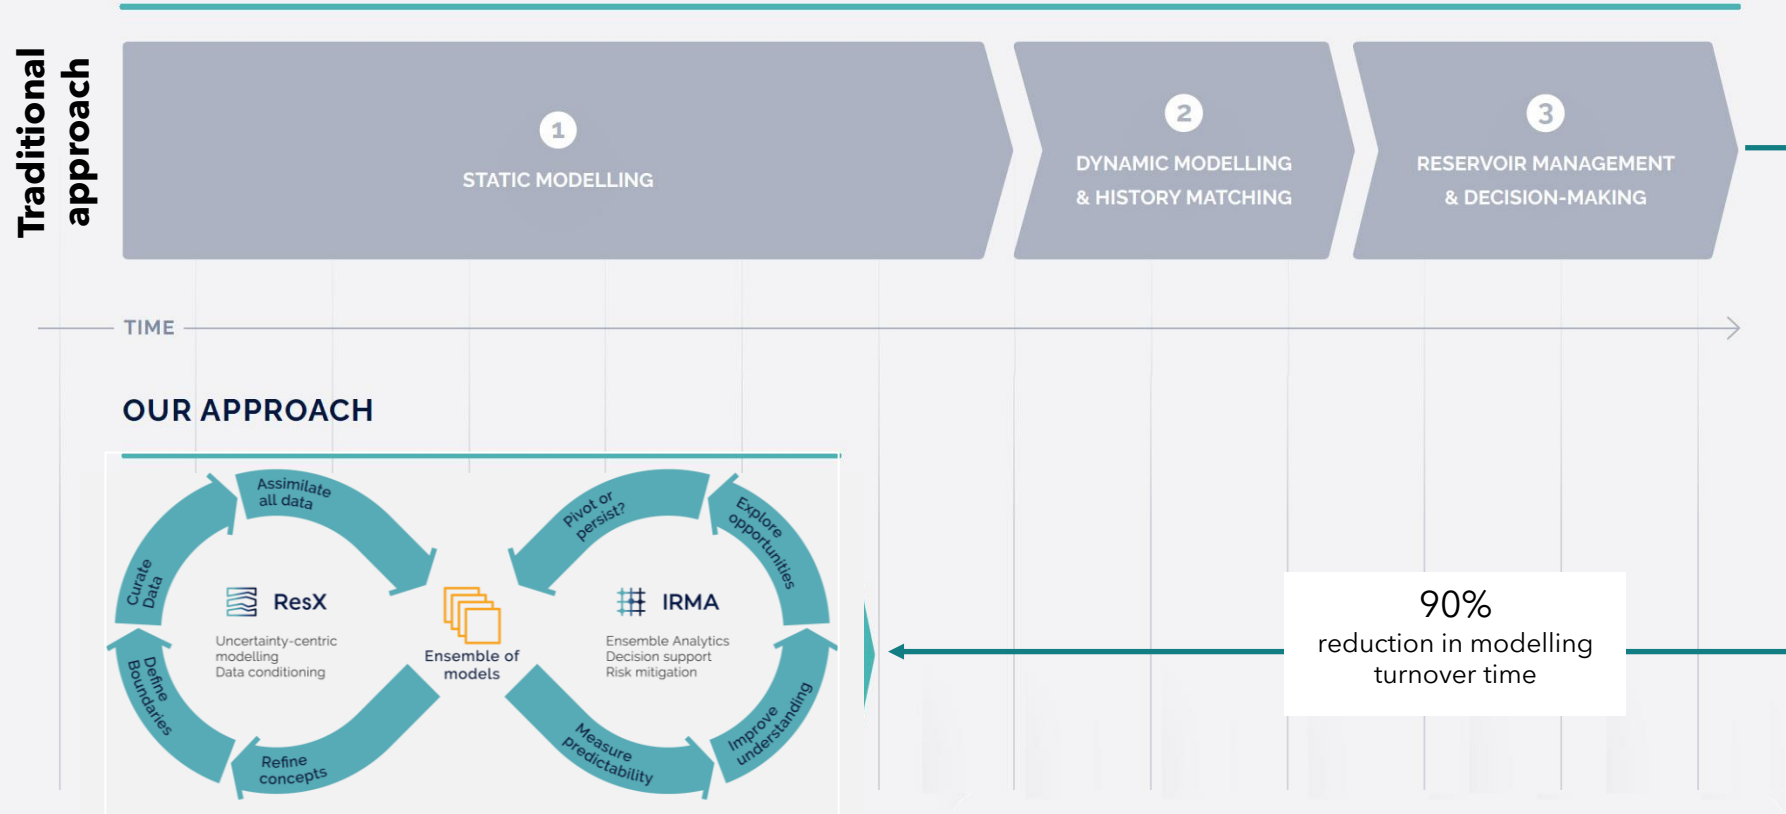 Traditional
approach
1
STATIC MODELLING
2
DYNAMIC MODELLING
& HISTORY MATCHING
3
RESERVOIR MANAGEMENT
& DECISION-MAKING
TIME
OUR APPROACH
Assimilate
all data
Curate
Data
Define
Boundaries
Refine
concepts
ResX
Uncertainty-centric
modelling
Data conditioning
Ensemble of
models
Pivot or
persist?
Explore
opportunities
IRMA
Ensemble Analytics
Decision support
Risk mitigation
Measure
predictability
Improve
understanding
90%
reduction in modelling
turnover time